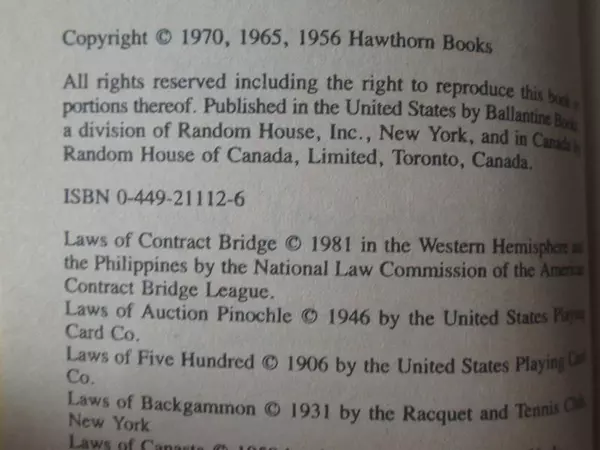 Copyright © 1970, 1965, 1956 Hawthorn Books
All rights reserved including the right to reproduce this book
portions thereof. Published in the United States by Ballantine Books
a division of Random House, Inc., New York, and in Canada by
Random House of Canada, Limited, Toronto, Canada.
ISBN 0-449-21112-6
Laws of Contract Bridge © 1981 in the Western Hemisphere and
the Philippines by the National Law Commission of the American
Contract Bridge League.
Laws of Auction Pinochle © 1946 by the United States Playing
Card Co.
Laws of Five Hundred © 1906 by the United States Playing Card
Co.
Laws of Backgammon © 1931 by the Racquet and Tennis Club
New York
Laws of Canasta ©